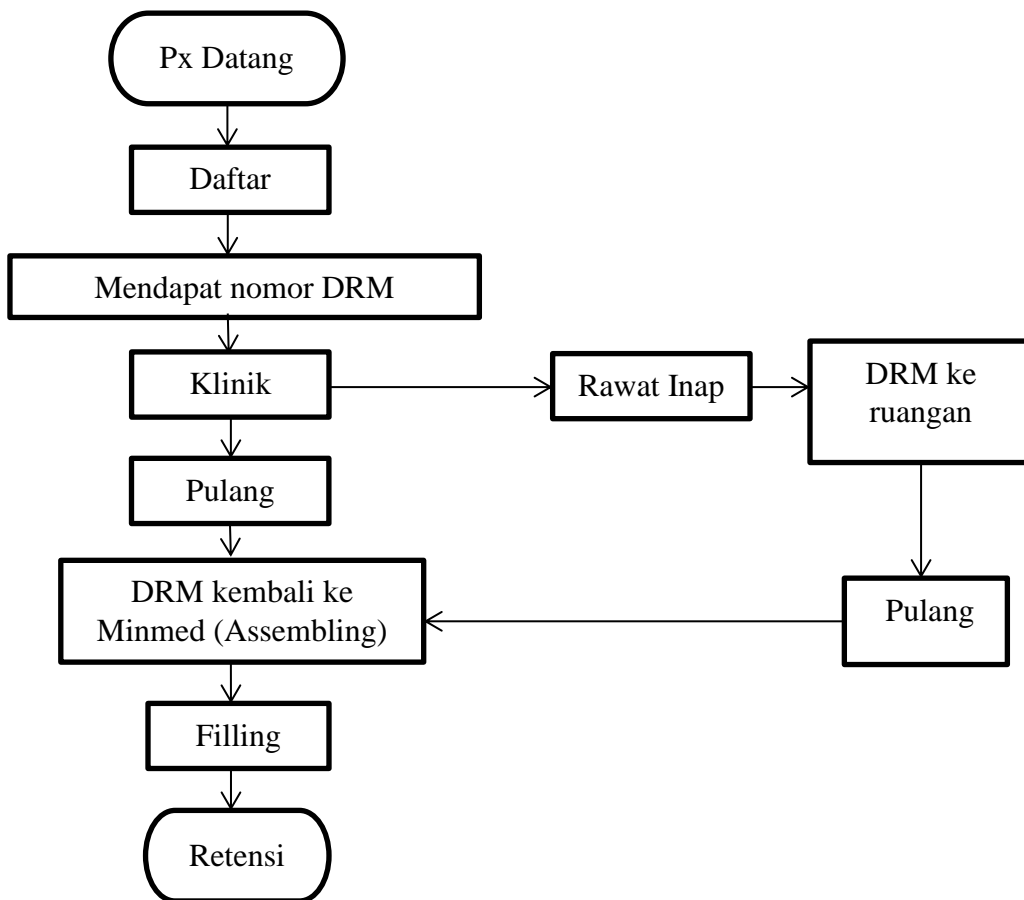 Px Datang
Daftar
Mendapat nomor DRM
Klinik
Rawat Inap
DRM ke
ruangan
Pulang
DRM kembali ke
Minmed (Assembling)
Pulang
Filling
Retensi